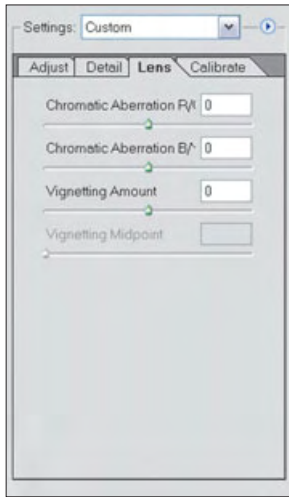 Settings: Custom
Adjust Detail Lens Calibrate
Chromatic Aberration R/ 0
Chromatic Aberration B/ 0
Vignetting Amount 0
Vignetting Midpoint